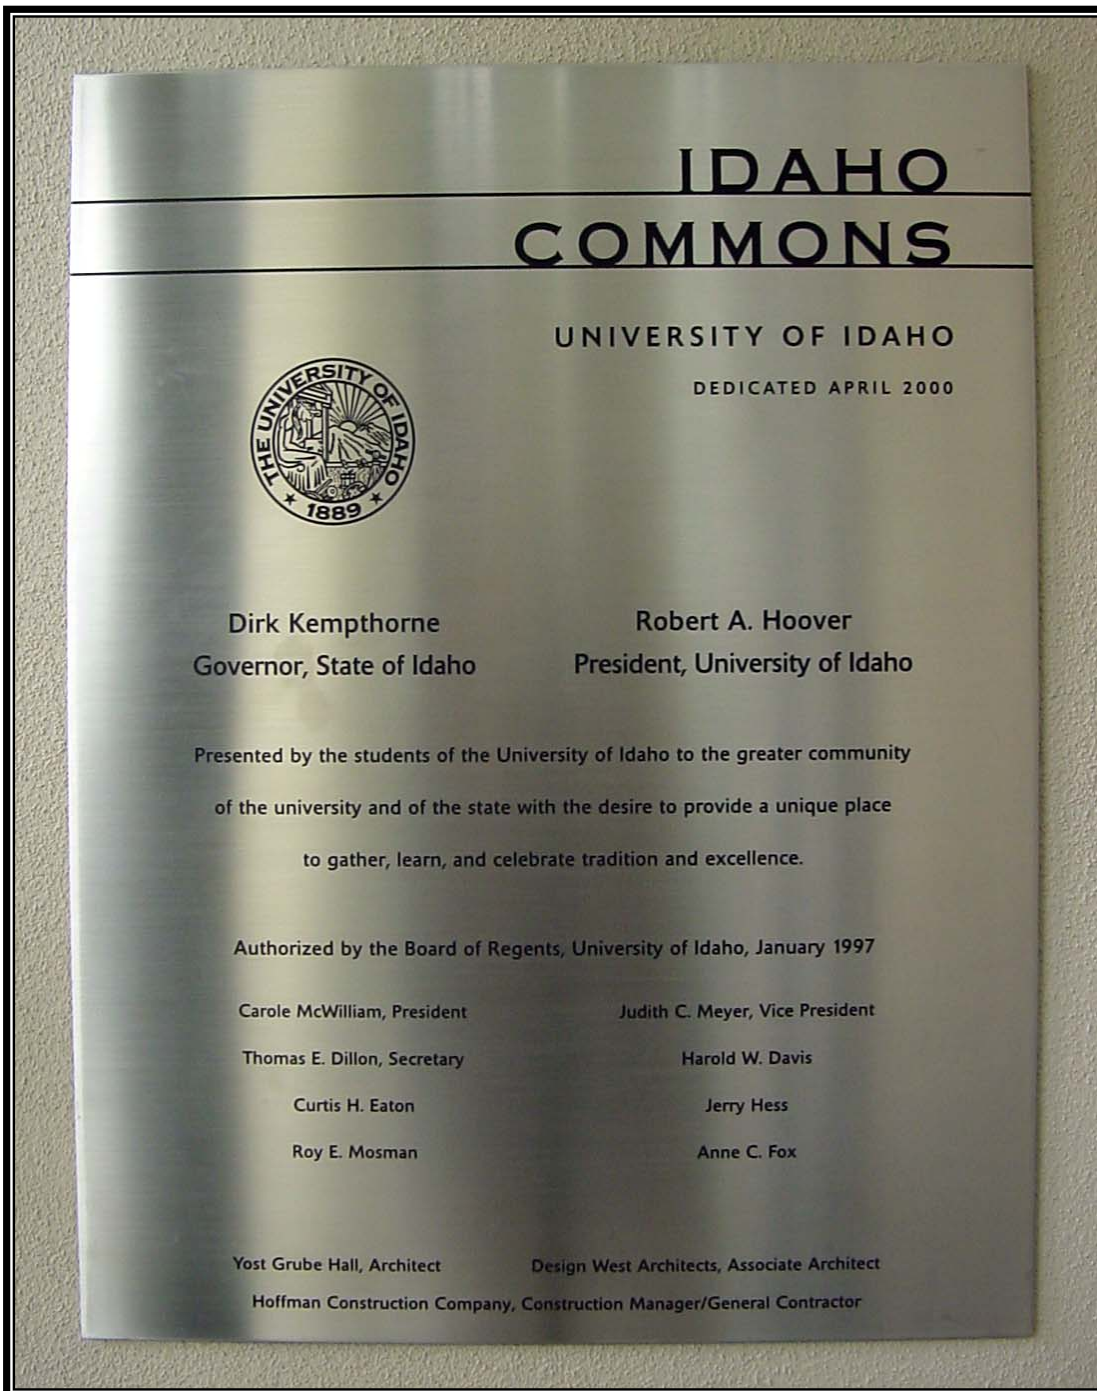 IDAHO
COMMONS
UNIVERSITY OF IDAHO
DEDICATED APRIL 2000
THE UNIVERSITY OF IDAHO
1889
Dirk Kempthorne
Governor, State of Idaho
Robert A. Hoover
President, University of Idaho
Presented by the students of the University of Idaho to the greater community
of the university and of the state with the desire to provide a unique place
to gather, learn, and celebrate tradition and excellence.
Authorized by the Board of Regents, University of Idaho, January 1997
Carole McWilliam, President
Judith C. Meyer, Vice President
Thomas E. Dillon, Secretary
Harold W. Davis
Curtis H. Eaton
Jerry Hess
Roy E. Mosman
Anne C. Fox
Yost Grube Hall, Architect
Design West Architects, Associate Architect
Hoffman Construction Company, Construction Manager/General Contractor